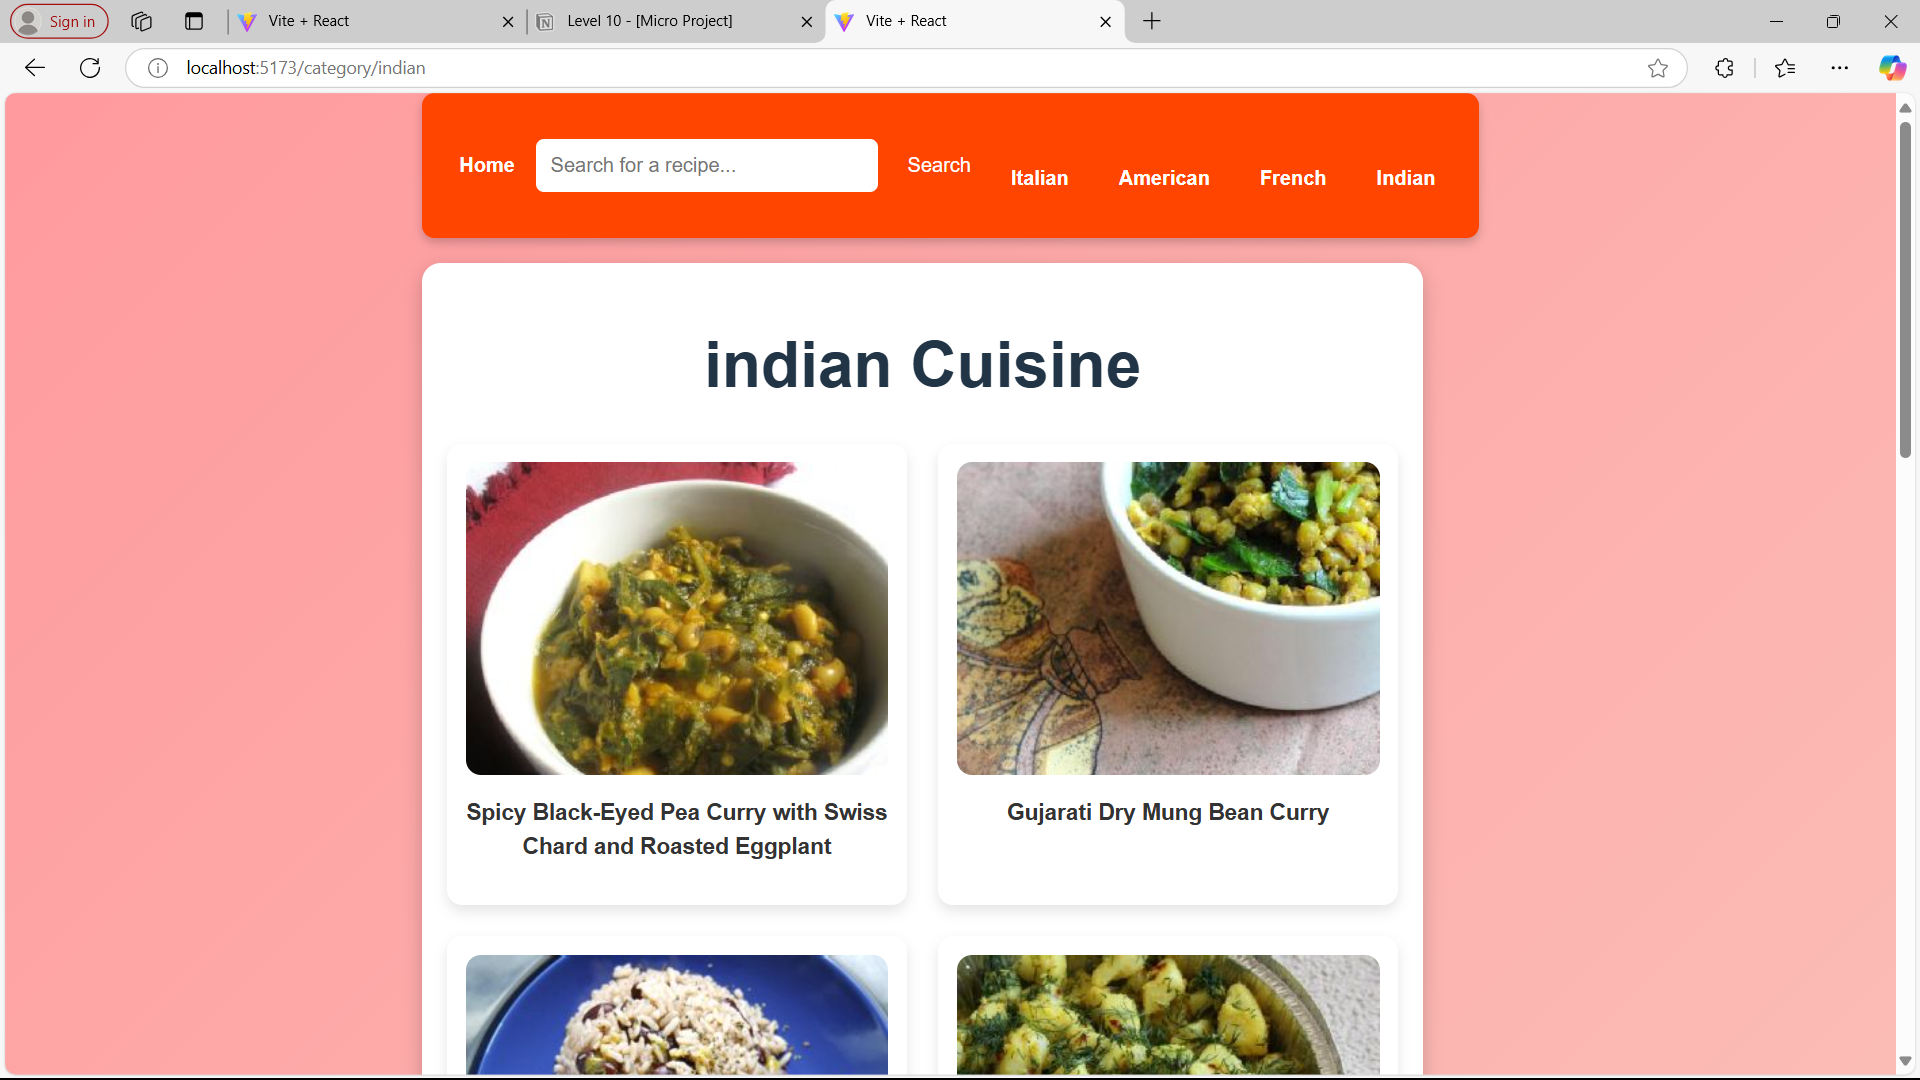 Sign in
Vite + React
Level 10 - [Micro Project]
Vite + React
localhost:5173/category/indian
Home
Search for a recipe...
Search
Italian
American
French
Indian
indian Cuisine
Spicy Black-Eyed Pea Curry with Swiss
Chard and Roasted Eggplant
Gujarati Dry Mung Bean Curry